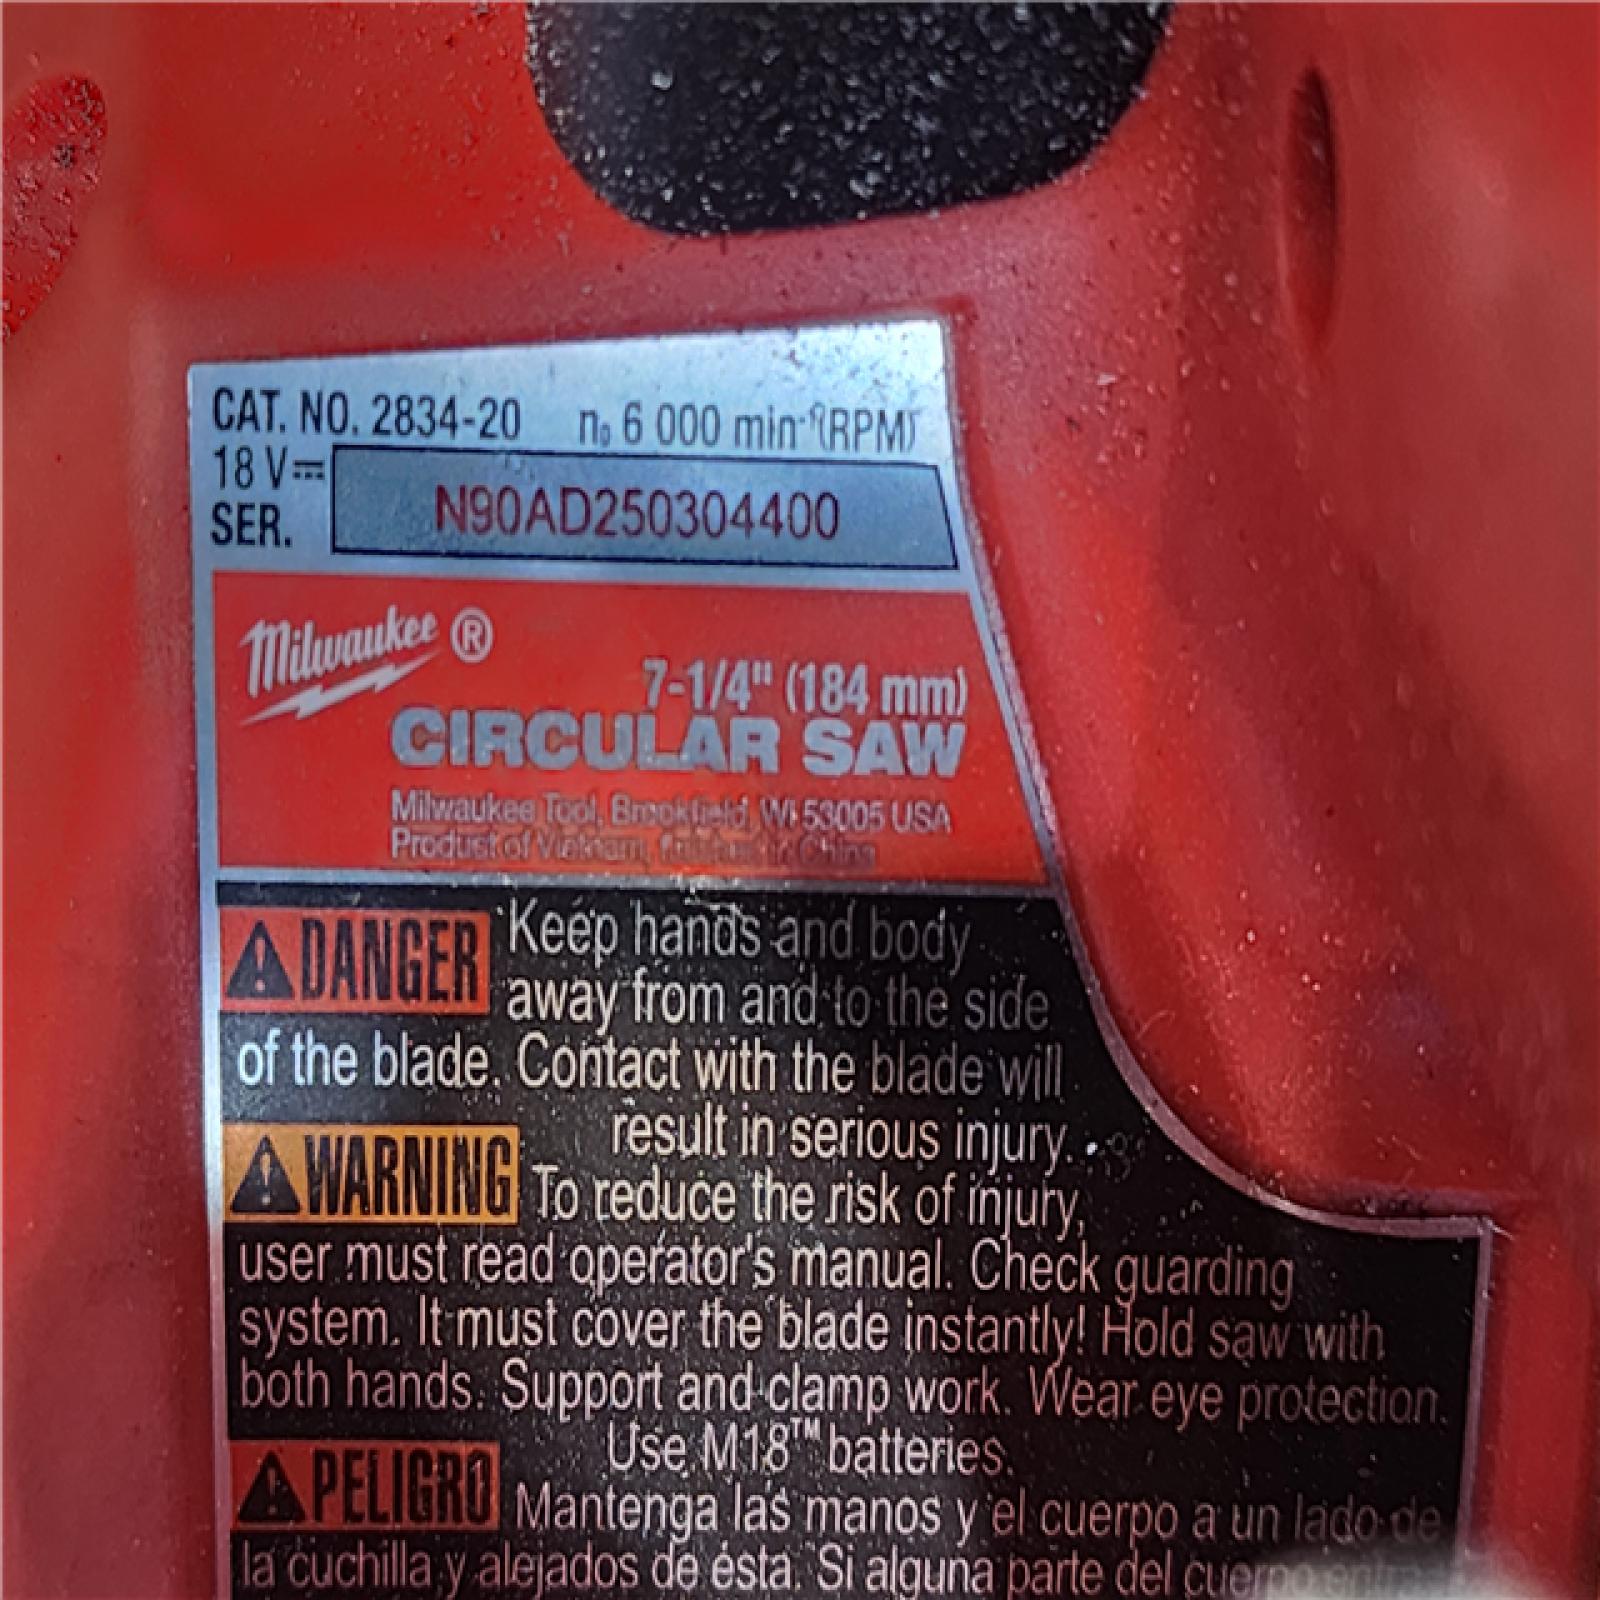 CAT. NO. 2834-20 n₀ 6 000 min⁻¹(RPM)
18 V⎓
SER. N90AD250304400
Milwaukee ®
7-1/4" (184 mm)
CIRCULAR SAW
Milwaukee Tool, Brookfield, WI 53005 USA
Product of Vietnam, finished in China
DANGER Keep hands and body
away from and to the side
of the blade. Contact with the blade will
result in serious injury.
WARNING To reduce the risk of injury,
user must read operator's manual. Check guarding
system. It must cover the blade instantly! Hold saw with
both hands. Support and clamp work. Wear eye protection.
Use M18™ batteries.
PELIGRO Mantenga las manos y el cuerpo a un lado de
la cuchilla y alejados de ésta. Si alguna parte del cuerpo